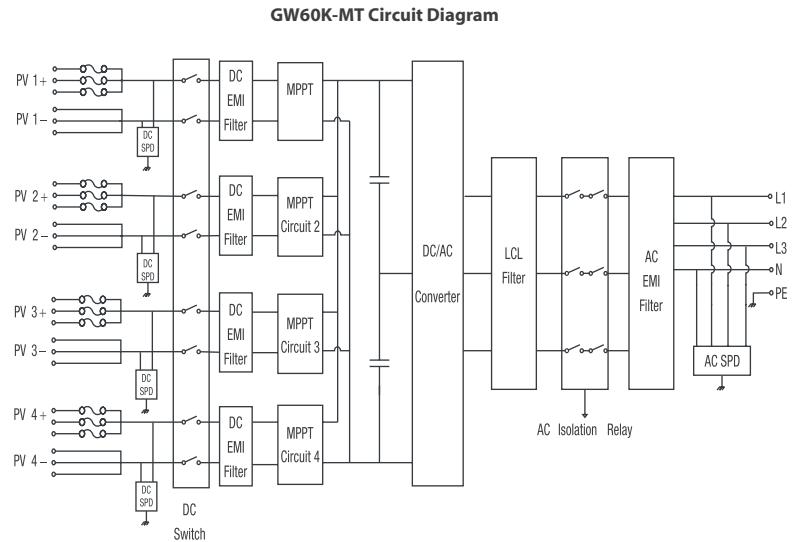 GW60K-MT Circuit Diagram
PV 1+
PV 1−
DC
SPD
DC
EMI
Filter
MPPT
PV 2+
PV 2−
DC
SPD
DC
EMI
Filter
MPPT
Circuit 2
PV 3+
PV 3−
DC
SPD
DC
EMI
Filter
MPPT
Circuit 3
PV 4+
PV 4−
DC
SPD
DC
EMI
Filter
MPPT
Circuit 4
DC
Switch
DC/AC
Converter
LCL
Filter
AC Isolation Relay
AC
EMI
Filter
L1
L2
L3
N
PE
AC SPD